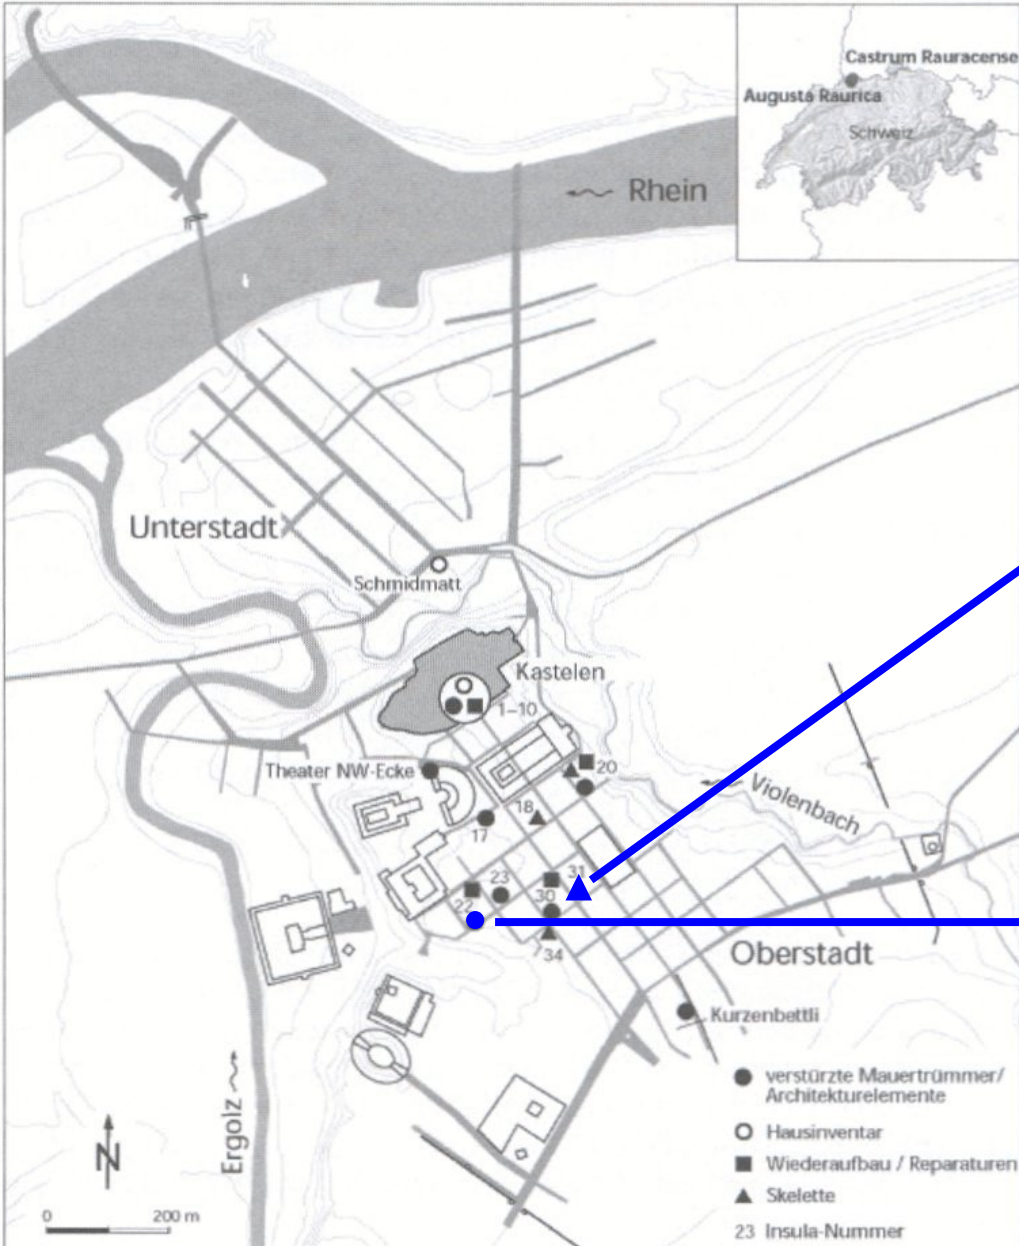 Castrum Rauracense
Augusta Raurica
Schweiz
Rhein
Unterstadt
Schmidmatt
Kastelen
1–10
Theater NW-Ecke
20
18
17
Violenbach
31
23
30
22
34
Oberstadt
Kurzenbettli
Ergolz
N
0 200 m
verstürzte Mauertrümmer/
Architekturelemente
Hausinventar
Wiederaufbau / Reparaturen
Skelette
23 Insula-Nummer